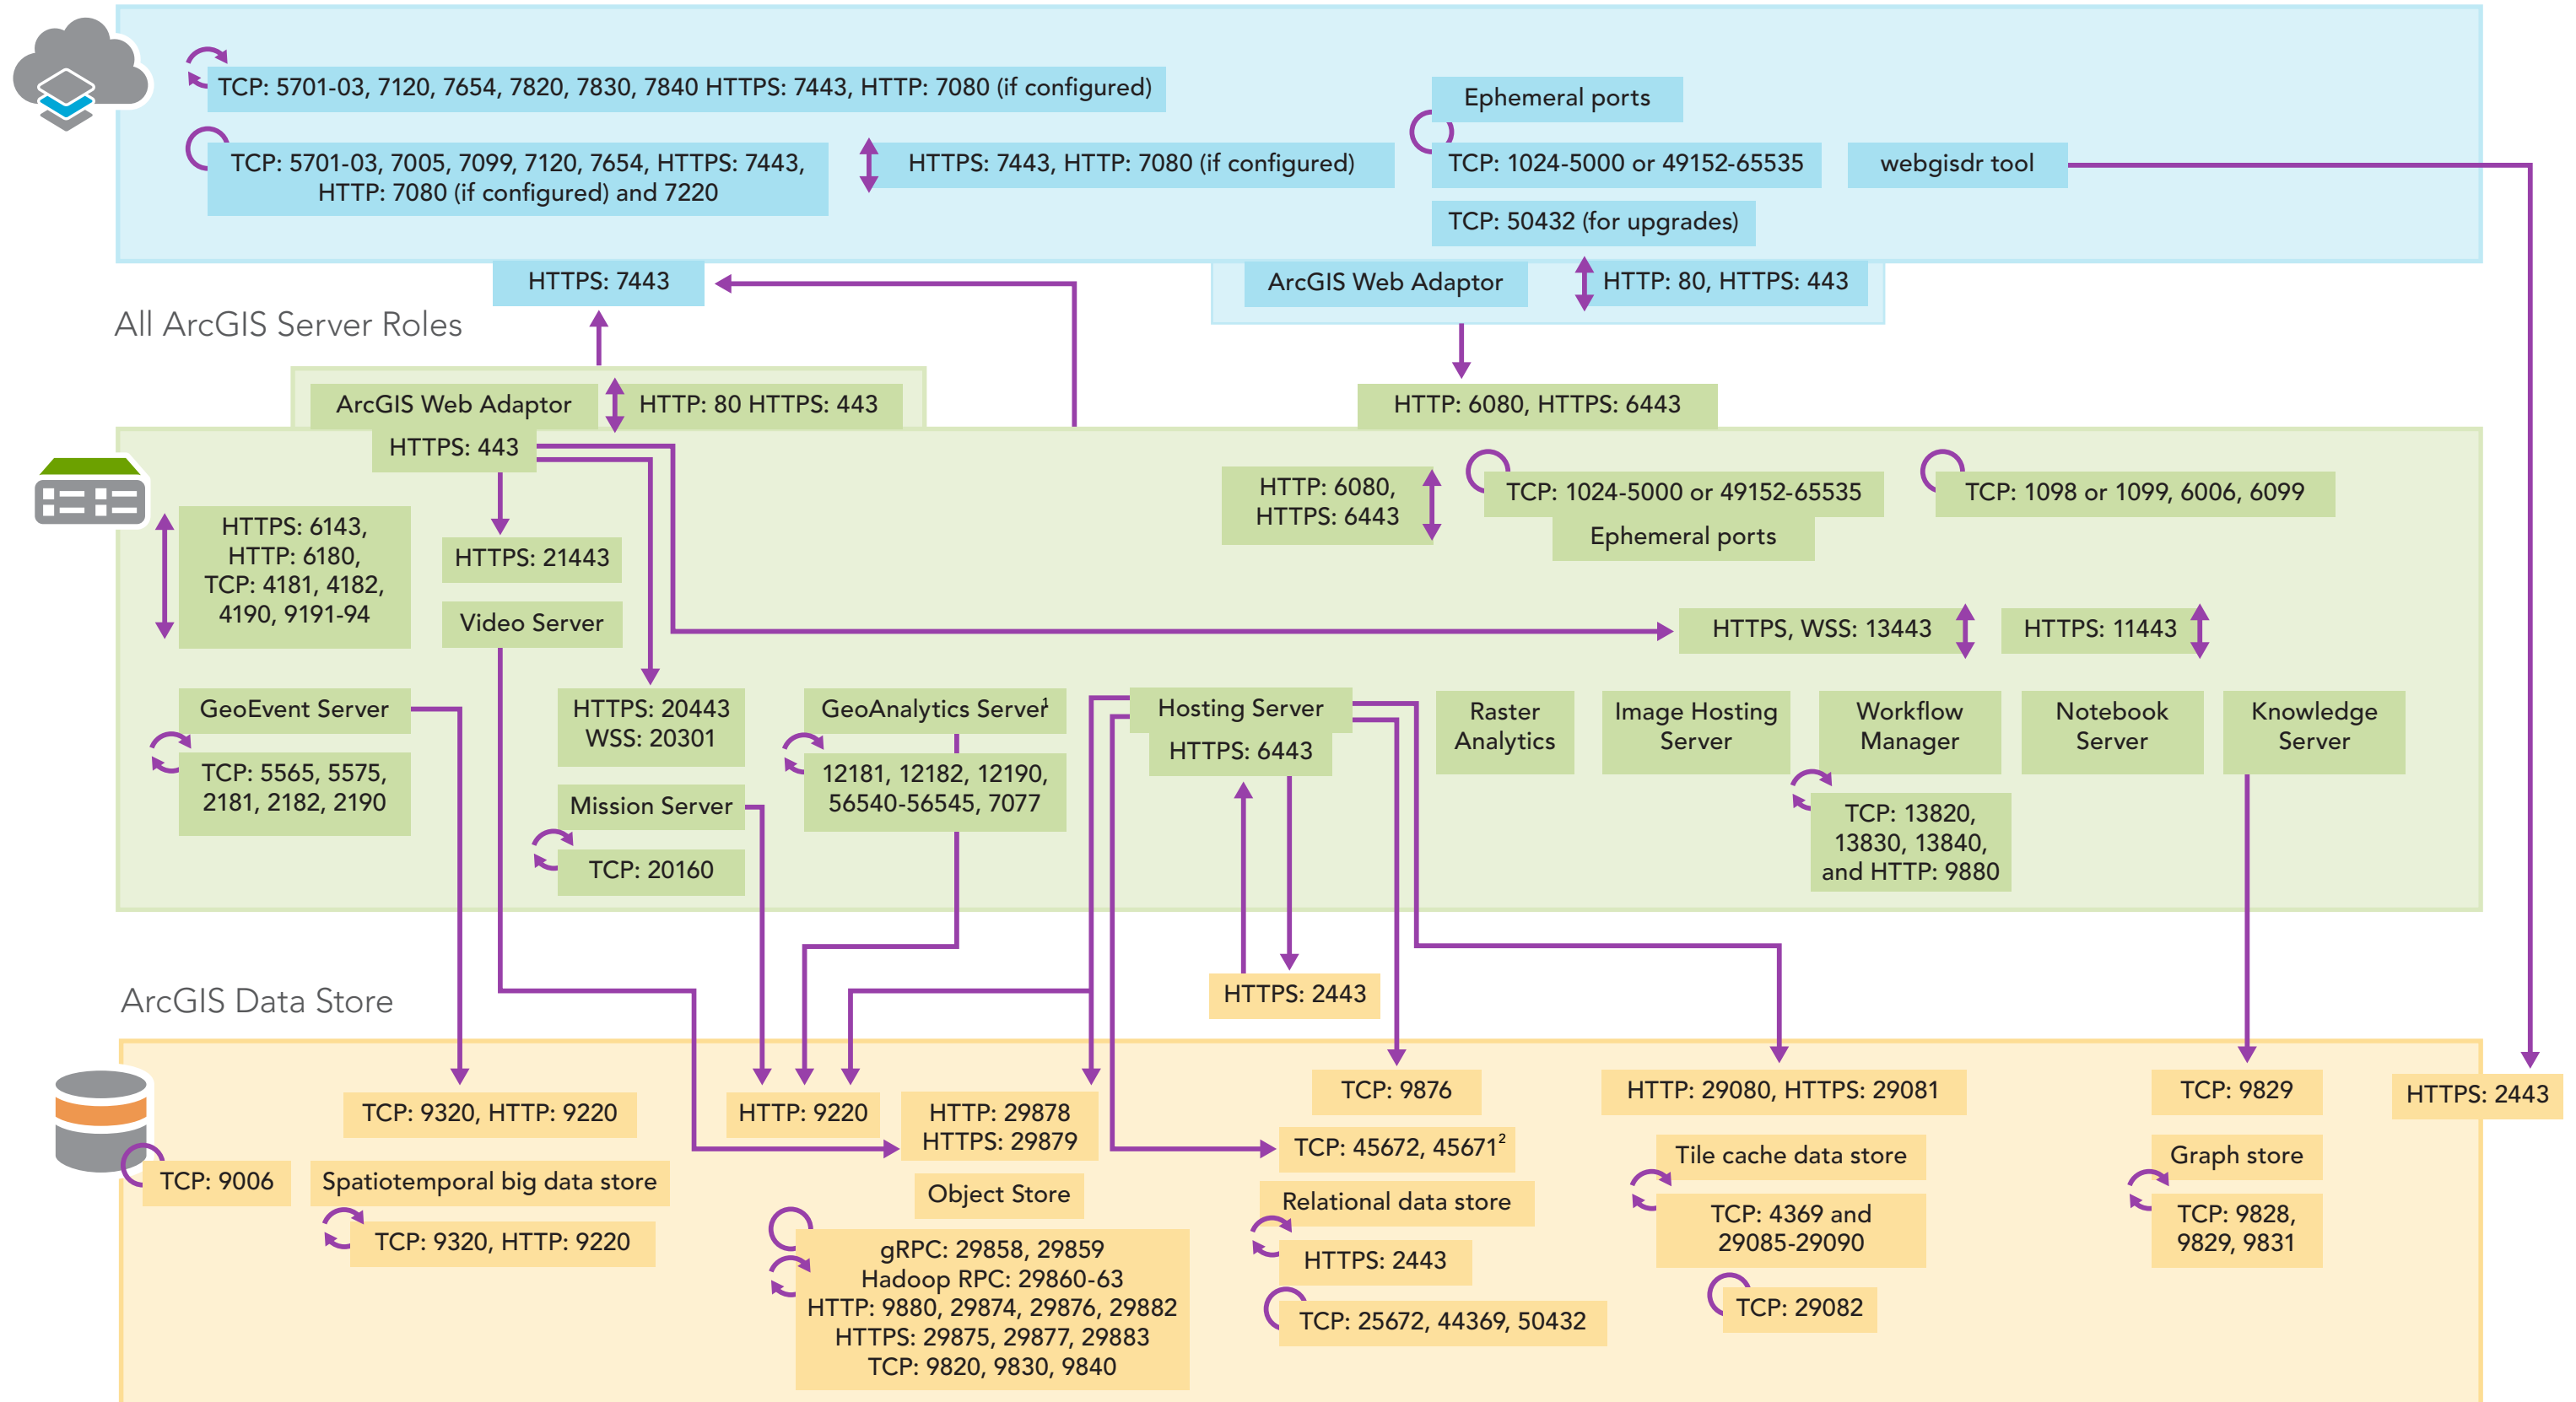 TCP: 5701-03, 7120, 7654, 7820, 7830, 7840 HTTPS: 7443, HTTP: 7080 (if configured)
Ephemeral ports
TCP: 5701-03, 7005, 7099, 7120, 7654, HTTPS: 7443,
HTTP: 7080 (if configured) and 7220
HTTPS: 7443, HTTP: 7080 (if configured)
TCP: 1024-5000 or 49152-65535
webgisdr tool
TCP: 50432 (for upgrades)
HTTPS: 7443
ArcGIS Web Adaptor
HTTP: 80, HTTPS: 443
All ArcGIS Server Roles
ArcGIS Web Adaptor
HTTP: 80 HTTPS: 443
HTTP: 6080, HTTPS: 6443
HTTPS: 443
HTTP: 6080,
HTTPS: 6443
TCP: 1024-5000 or 49152-65535
Ephemeral ports
TCP: 1098 or 1099, 6006, 6099
HTTPS: 6143,
HTTP: 6180,
TCP: 4181, 4182,
4190, 9191-94
HTTPS: 21443
Video Server
HTTPS, WSS: 13443
HTTPS: 11443
GeoEvent Server
TCP: 5565, 5575,
2181, 2182, 2190
HTTPS: 20443
WSS: 20301
Mission Server
TCP: 20160
GeoAnalytics Server¹
12181, 12182, 12190,
56540-56545, 7077
Hosting Server
HTTPS: 6443
Raster
Analytics
Image Hosting
Server
Workflow
Manager
TCP: 13820,
13830, 13840,
and HTTP: 9880
Notebook
Server
Knowledge
Server
HTTPS: 2443
ArcGIS Data Store
TCP: 9006
TCP: 9320, HTTP: 9220
Spatiotemporal big data store
TCP: 9320, HTTP: 9220
HTTP: 9220
HTTP: 29878
HTTPS: 29879
Object Store
gRPC: 29858, 29859
Hadoop RPC: 29860-63
HTTP: 9880, 29874, 29876, 29882
HTTPS: 29875, 29877, 29883
TCP: 9820, 9830, 9840
TCP: 9876
TCP: 45672, 45671²
Relational data store
HTTPS: 2443
TCP: 25672, 44369, 50432
HTTP: 29080, HTTPS: 29081
Tile cache data store
TCP: 4369 and
29085-29090
TCP: 29082
TCP: 9829
Graph store
TCP: 9828,
9829, 9831
HTTPS: 2443